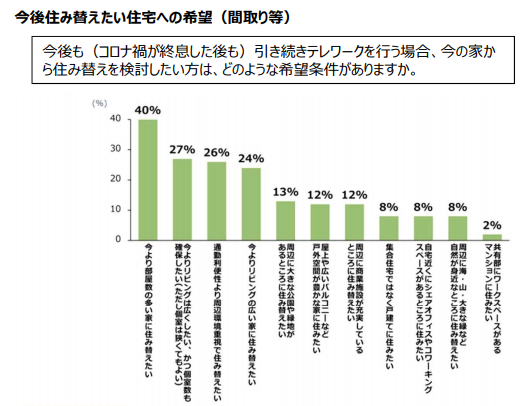 今後住み替えたい住宅への希望（間取り等）
今後も（コロナ禍が終息した後も）引き続きテレワークを行う場合、今の家か
ら住み替えを検討したい方は、どのような希望条件がありますか。
(%)
40
30
20
10
0
40%
27%
26%
24%
13%
12%
12%
8%
8%
8%
2%
今より部屋数の多い家に住み替えたい
今よりリビングは広くしたい、かつ個室数も
確保したい(ただし個室は狭くてもよい)
通勤利便性より周辺環境重視で住み替えたい
今よりリビングの広い家に住み替えたい
周辺に大きな公園や緑地が
あるところに住み替えたい
屋上や広いバルコニーなど
戸外空間が豊かな家に住みたい
周辺に商業施設が充実している
ところに住み替えたい
集合住宅ではなく戸建てに住みたい
自宅近くにシェアオフィスやコワーキング
スペースがあるところに住みたい
周辺に海・山・大きな緑など
自然が身近なところに住み替えたい
共有部にワークスペースがある
マンションに住みたい